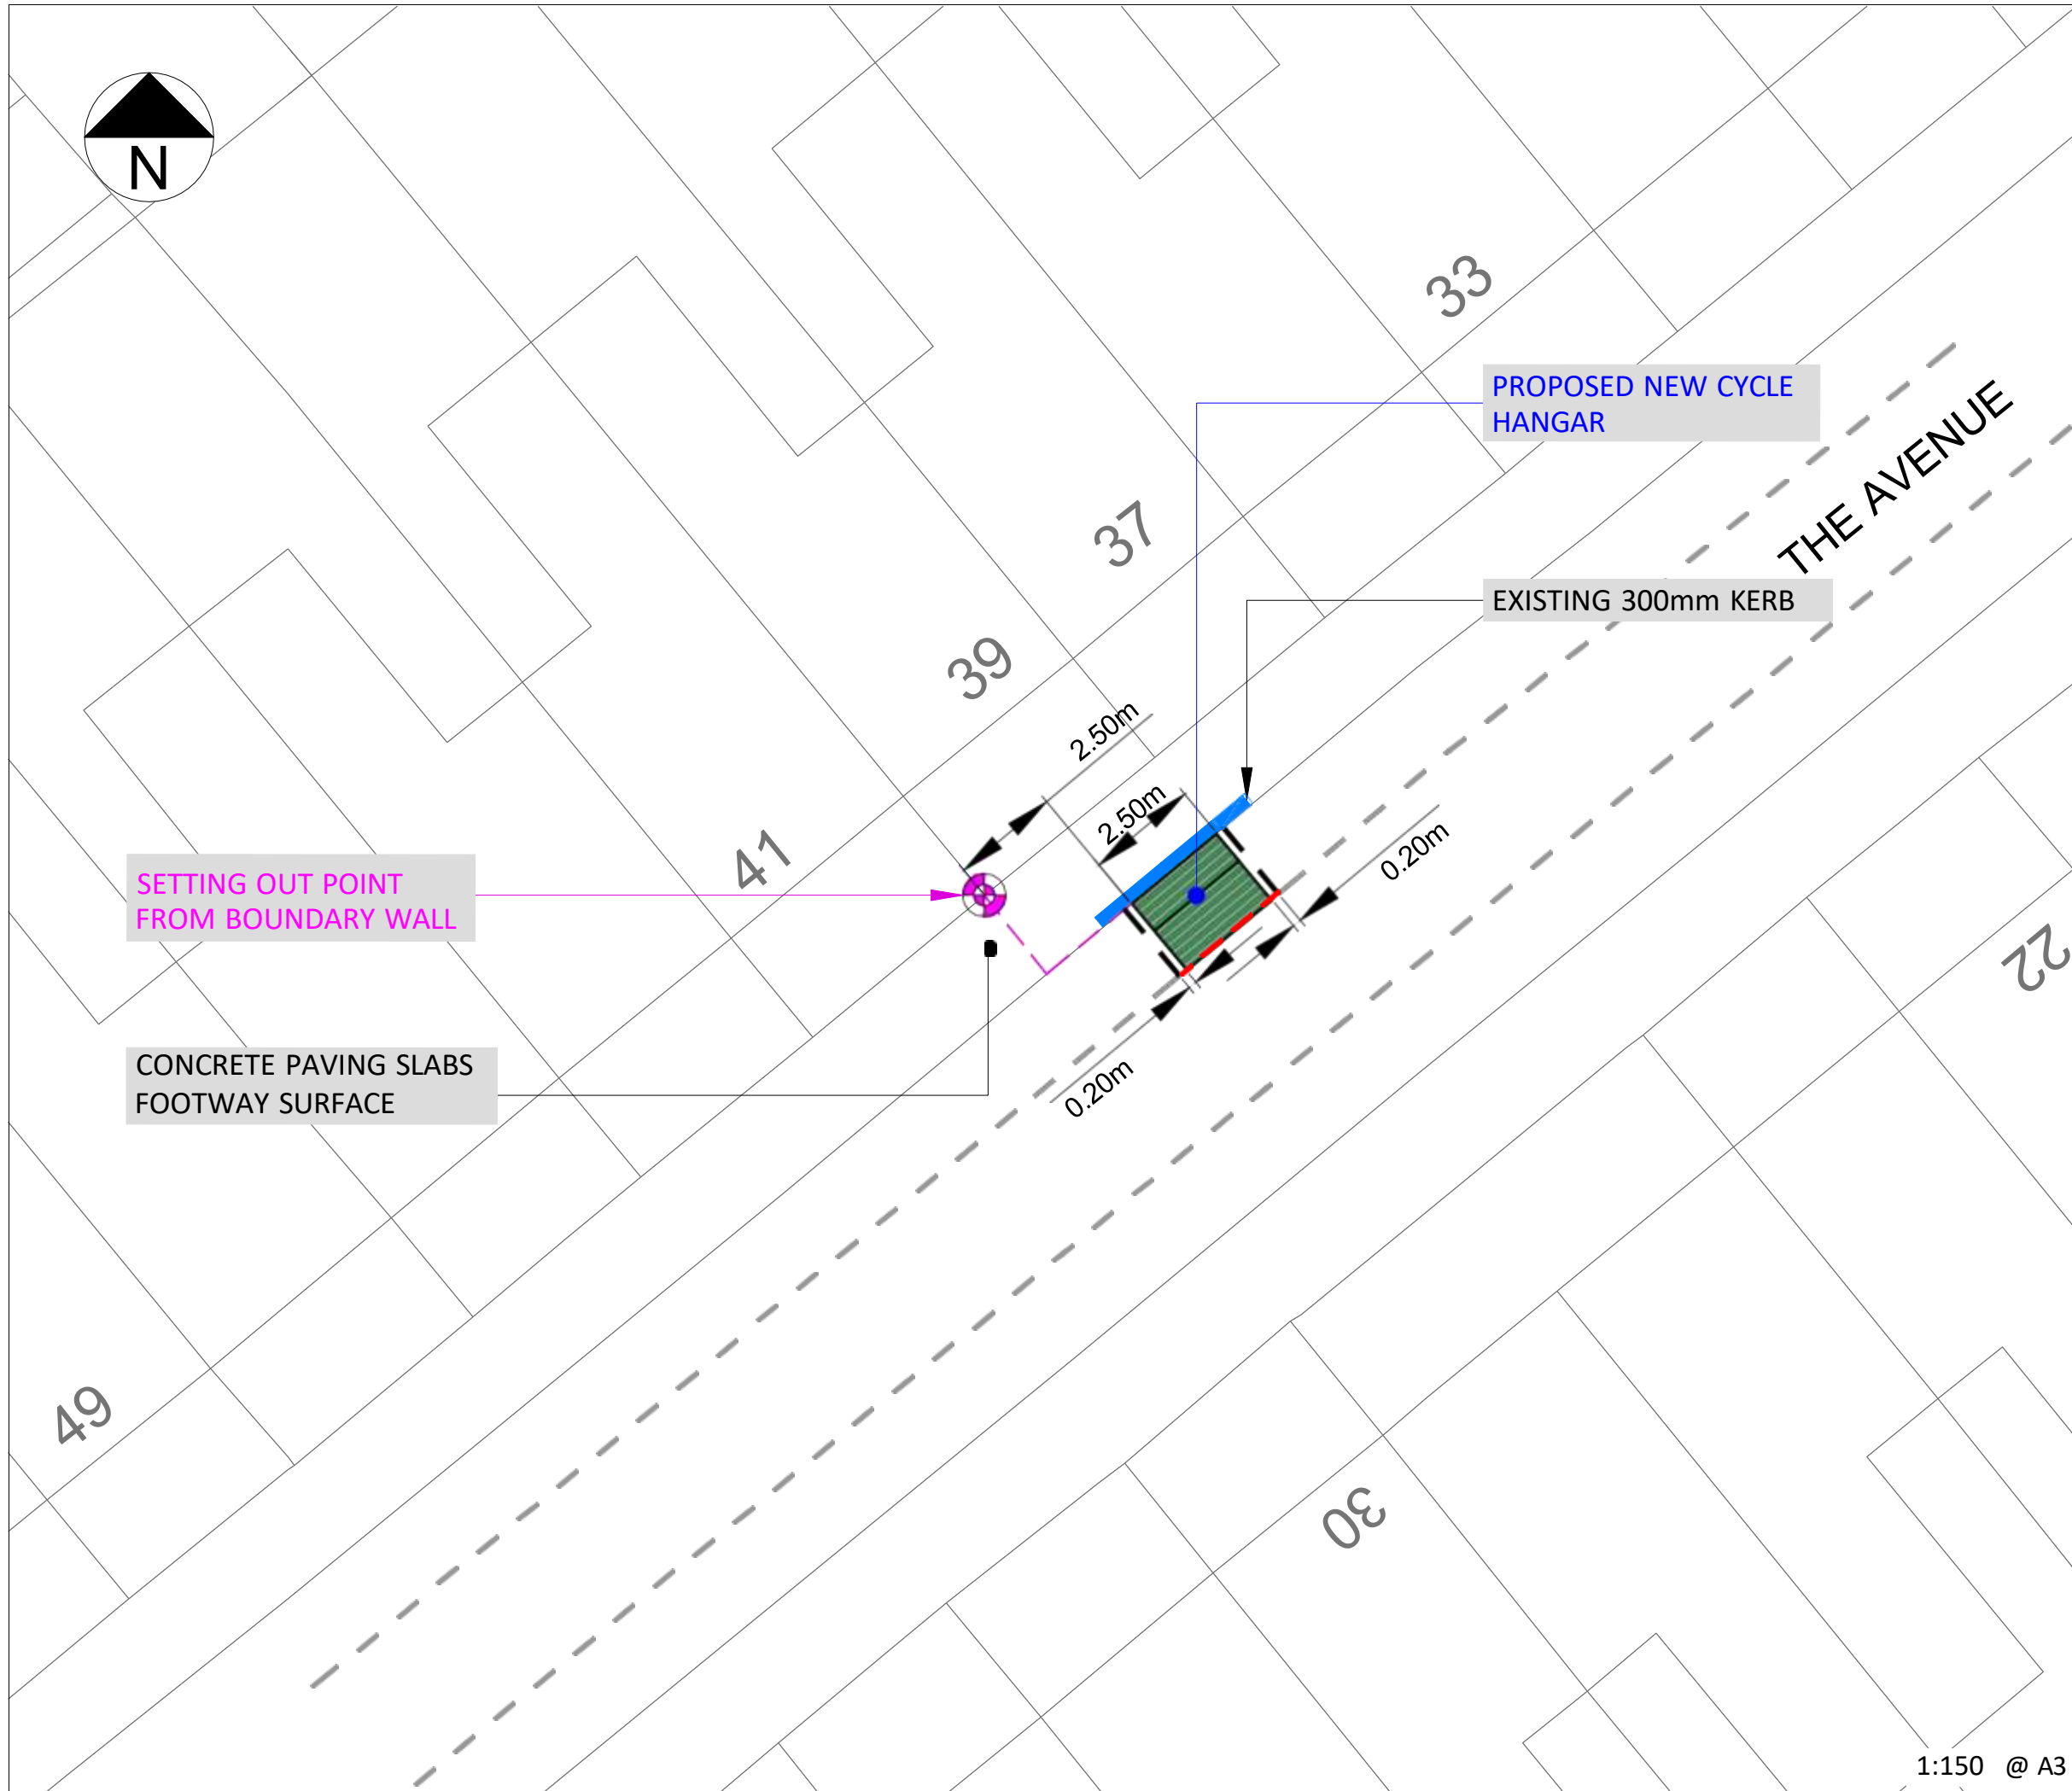 N
33
PROPOSED NEW CYCLE
HANGAR
THE AVENUE
37
EXISTING 300mm KERB
39
2.50m
2.50m
0.20m
41
SETTING OUT POINT
FROM BOUNDARY WALL
22
CONCRETE PAVING SLABS
FOOTWAY SURFACE
0.20m
49
30
1:150 @ A3